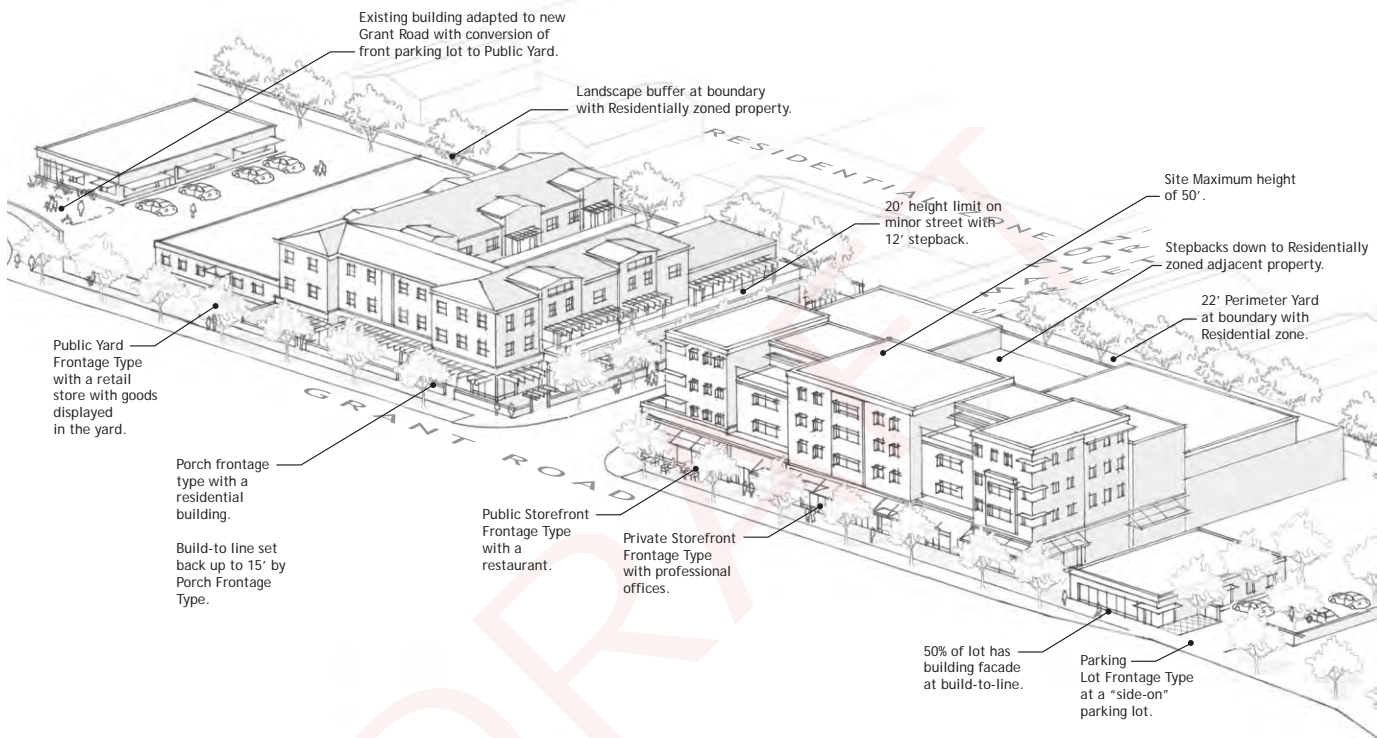 Existing building adapted to new
Grant Road with conversion of
front parking lot to Public Yard.
Landscape buffer at boundary
with Residentially zoned property.
RESIDENTIAL ZONE
Site Maximum height
of 50'.
20' height limit on
minor street with
12' stepback.
Stepbacks down to Residentially
zoned adjacent property.
22' Perimeter Yard
at boundary with
Residential zone.
Public Yard
Frontage Type
with a retail
store with goods
displayed
in the yard.
GRANT ROAD
Porch frontage
type with a
residential
building.
Build-to line set
back up to 15' by
Porch Frontage
Type.
Public Storefront
Frontage Type
with a
restaurant.
Private Storefront
Frontage Type
with professional
offices.
50% of lot has
building facade
at build-to-line.
Parking
Lot Frontage Type
at a “side-on”
parking lot.
DRAFT